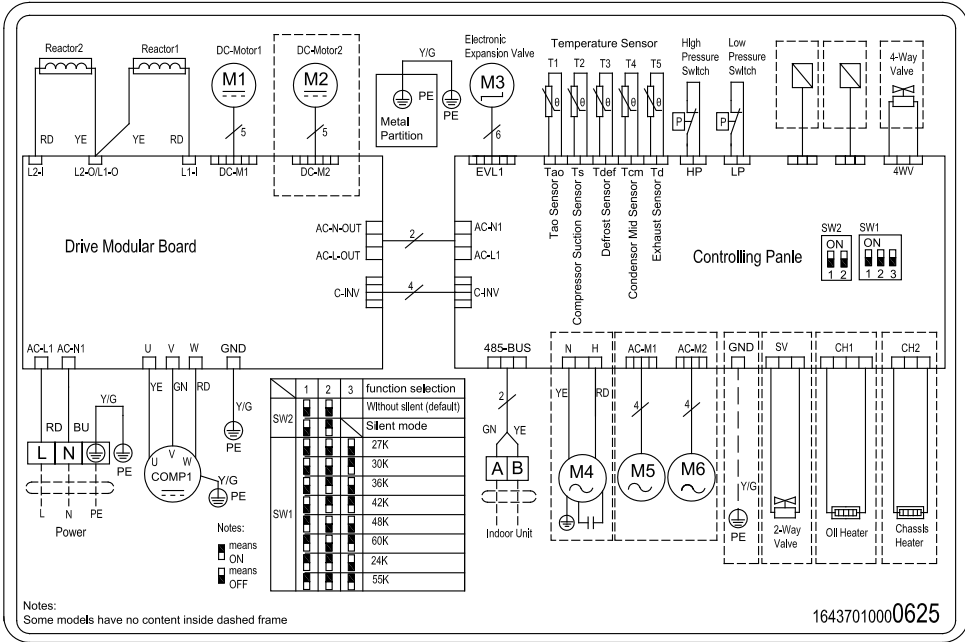 Reactor2
Reactor1
DC-Motor1
DC-Motor2
Electronic
Expansion Valve
Temperature Sensor
High
Pressure
Switch
Low
Pressure
Switch
4-Way
Valve
M1
M2
Y/G
PE
PE
Metal
Partition
M3
T1 T2 T3 T4 T5
θ θ θ θ θ
P
P
RD YE YE RD
5
5
6
L2-I L2-O/L1-O L1-I DC-M1 DC-M2
EVL1 Tao Ts Tdef Tcm Td HP LP 4WV
Tao Sensor
Compressor Suction Sensor
Defrost Sensor
Condensor Mid Sensor
Exhaust Sensor
Drive Modular Board
AC-N-OUT
AC-L-OUT
C-INV
2
4
AC-N1
AC-L1
C-INV
Controlling Panle
SW2
ON
1 2
SW1
ON
1 2 3
AC-L1 AC-N1 U V W GND
485-BUS N H AC-M1 AC-M2 GND SV CH1 CH2
YE GN RD
Y/G
PE
RD BU
Y/G
PE
L N
L N PE
Power
U V W
COMP1
Y/G
PE
Notes:
means
ON
means
OFF
1 2 3 function selection
SW2
Without silent (default)
Silent mode
SW1
27K
30K
36K
42K
48K
60K
24K
55K
2
GN YE
A B
Indoor Unit
YE RD
M4
4
M5
4
M6
Y/G
PE
2-Way
Valve
Oil Heater
Chassis
Heater
Notes:
Some models have no content inside dashed frame
16437010000625